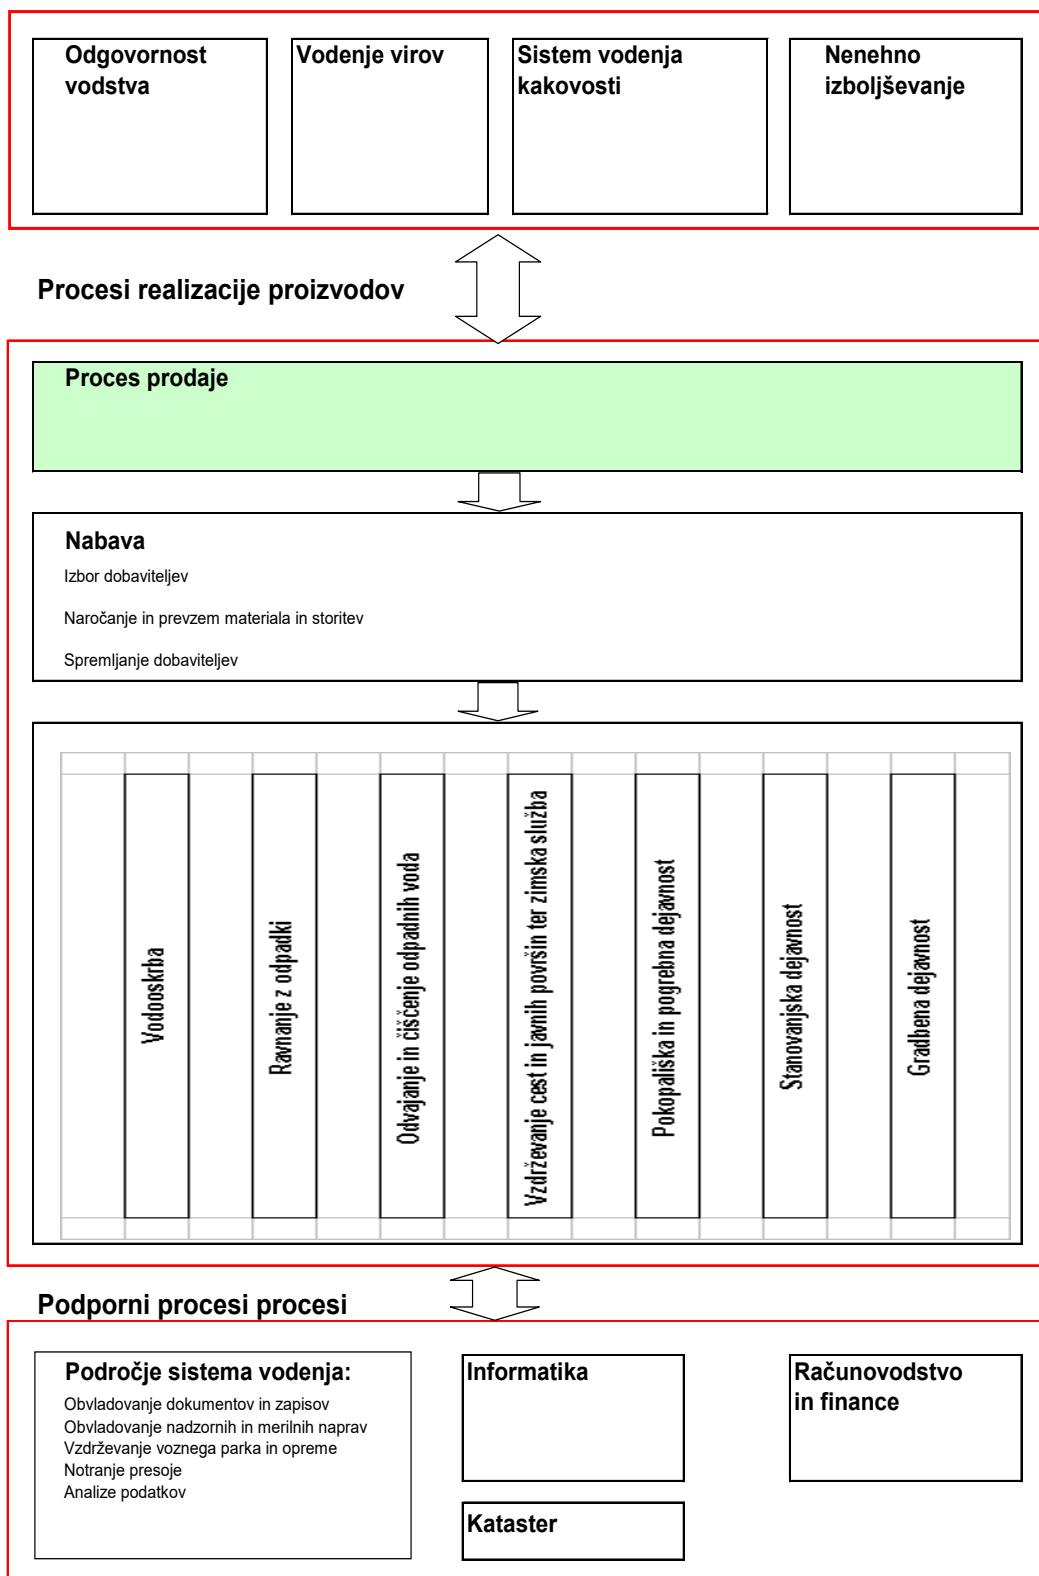 Odgovornost
vodstva
Vodenje virov
Sistem vodenja
kakovosti
Nenehno
izboljševanje
Procesi realizacije proizvodov
Proces prodaje
Nabava
Izbor dobaviteljev
Naročanje in prevzem materiala in storitev
Spremljanje dobaviteljev
Vodooskrba
Ravnanje z odpadki
Odvajanje in čiščenje odpadnih voda
Vzdrževanje cest in javnih površin ter zimska služba
Pokopališka in pogrebna dejavnost
Stanovanjska dejavnost
Gradbena dejavnost
Podporni procesi procesi
Področje sistema vodenja:
Obvladovanje dokumentov in zapisov
Obvladovanje nadzornih in merilnih naprav
Vzdrževanje voznega parka in opreme
Notranje presoje
Analize podatkov
Informatika
Kataster
Računovodstvo
in finance